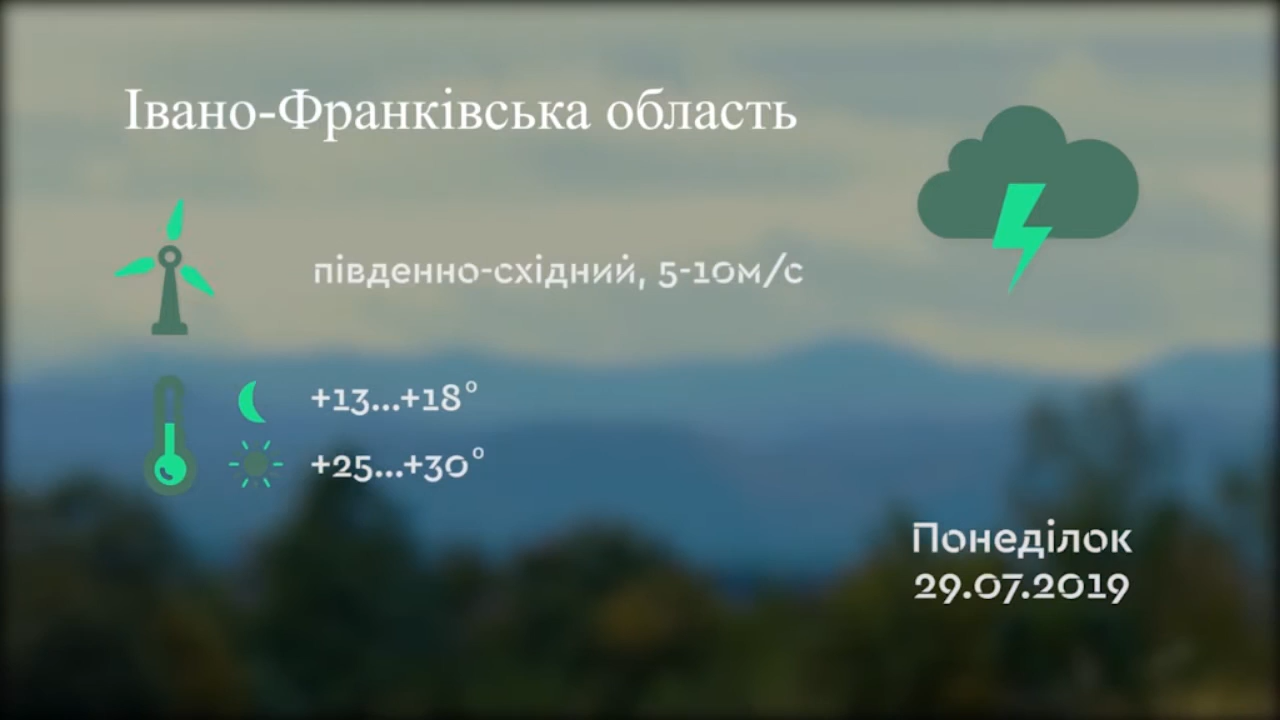 Івано-Франківська область
південно-східний, 5-10м/с
+13...+18°
+25...+30°
Понеділок
29.07.2019